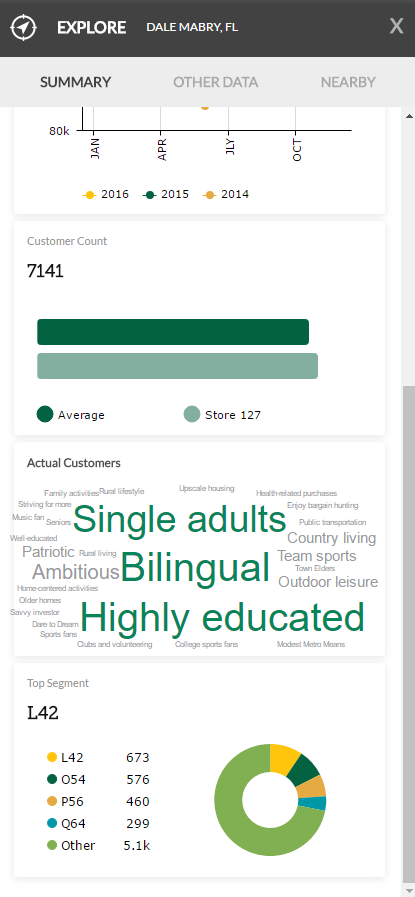 EXPLORE DALE MABRY, FL X
SUMMARY OTHER DATA NEARBY
80k
JAN APR JLY OCT
2016 2015 2014
Customer Count
7141
Average Store 127
Actual Customers
Upscale housing
Family activities Rural lifestyle Health-related purchases
Striving for more Single adults Enjoy bargain hunting
Music fan Seniors Public transportation
Well-educated Country living
Patriotic Rural living Bilingual Team sports
Ambitious Town Elders
Home-centered activities Outdoor leisure
Older homes
Savvy investor Highly educated
Dare to Dream
Sports fans
Clubs and volunteering College sports fans Modest Metro Means
Top Segment
L42
L42 673
O54 576
P56 460
Q64 299
Other 5.1k